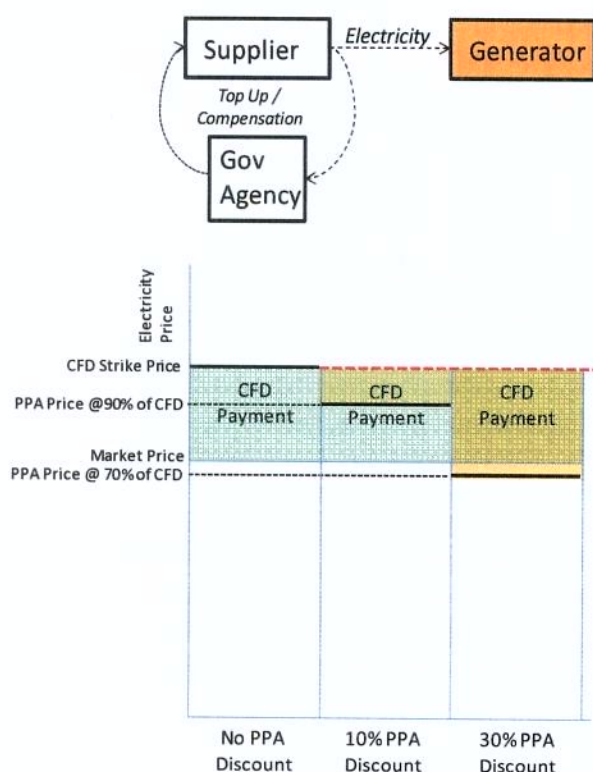 Electricity
Supplier
Generator
Top Up /
Compensation
Gov
Agency
Electricity
Price
CFD Strike Price
CFD
Payment
CFD
Payment
CFD
Payment
PPA Price @90% of CFD
Market Price
PPA Price @ 70% of CFD
No PPA
Discount
10% PPA
Discount
30% PPA
Discount